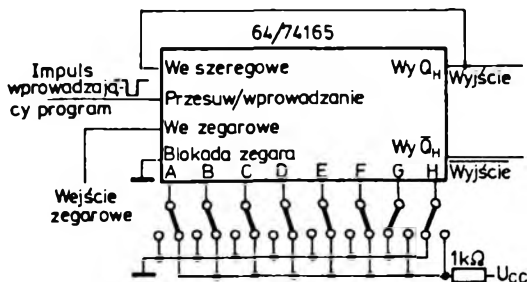 64/74165
We szeregowe
Wy QH
Wyjście
Impuls
wprowadzają-
cy program
Przesuw/wprowadzanie
We zegarowe
Blokada zegara
Wy Q̄H
Wyjście
A B C D E F G H
Wejście
zegarowe
1kΩ
UCC